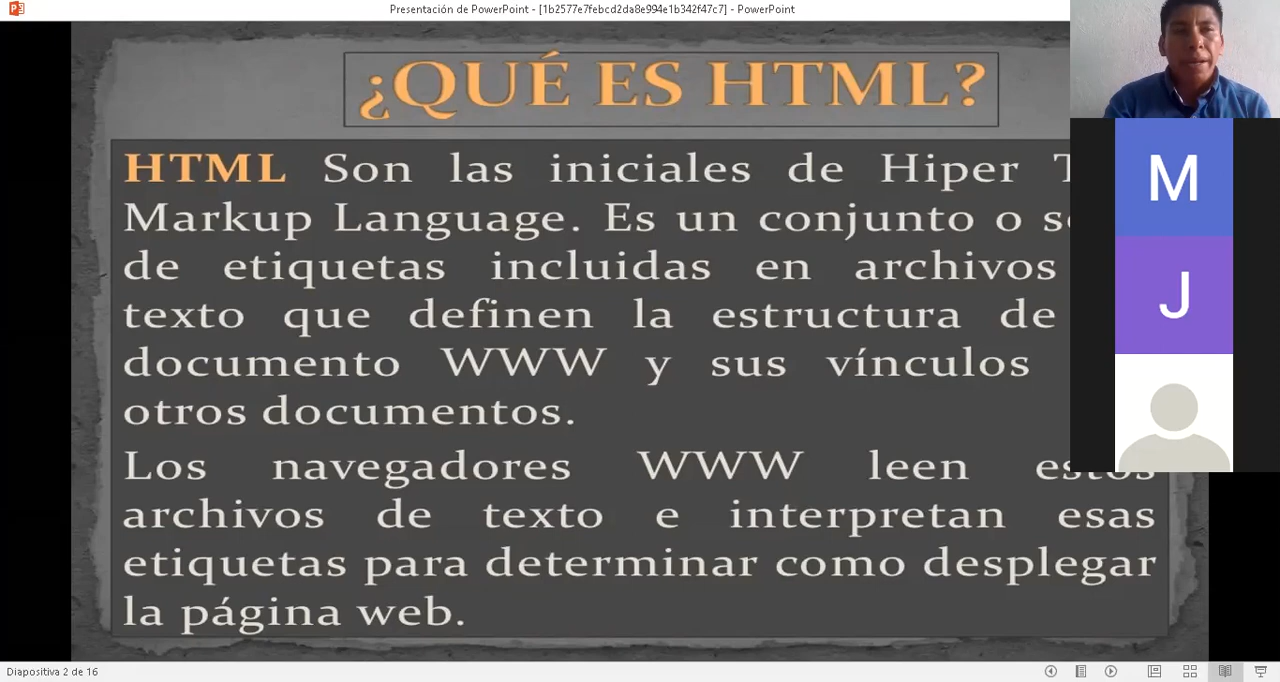 Presentación de PowerPoint - [1b2577e7febcd2da8e994e1b342f47c7] - PowerPoint
¿QUÉ ES HTML?
HTML Son las iniciales de Hiper
Markup Language. Es un conjunto o
de etiquetas incluidas en archivos
texto que definen la estructura de
documento WWW y sus vínculos
otros documentos.
Los navegadores WWW leen estos
archivos de texto e interpretan esas
etiquetas para determinar como desplegar
la página web.
M
J
Diapositiva 2 de 16